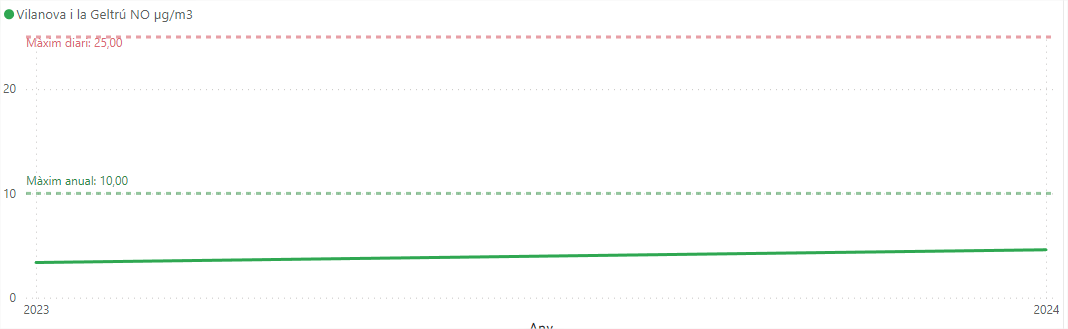 Vilanova i la Geltrú NO µg/m3
Màxim diari: 25,00
20
Màxim anual: 10,00
10
0
2023
2024
Any